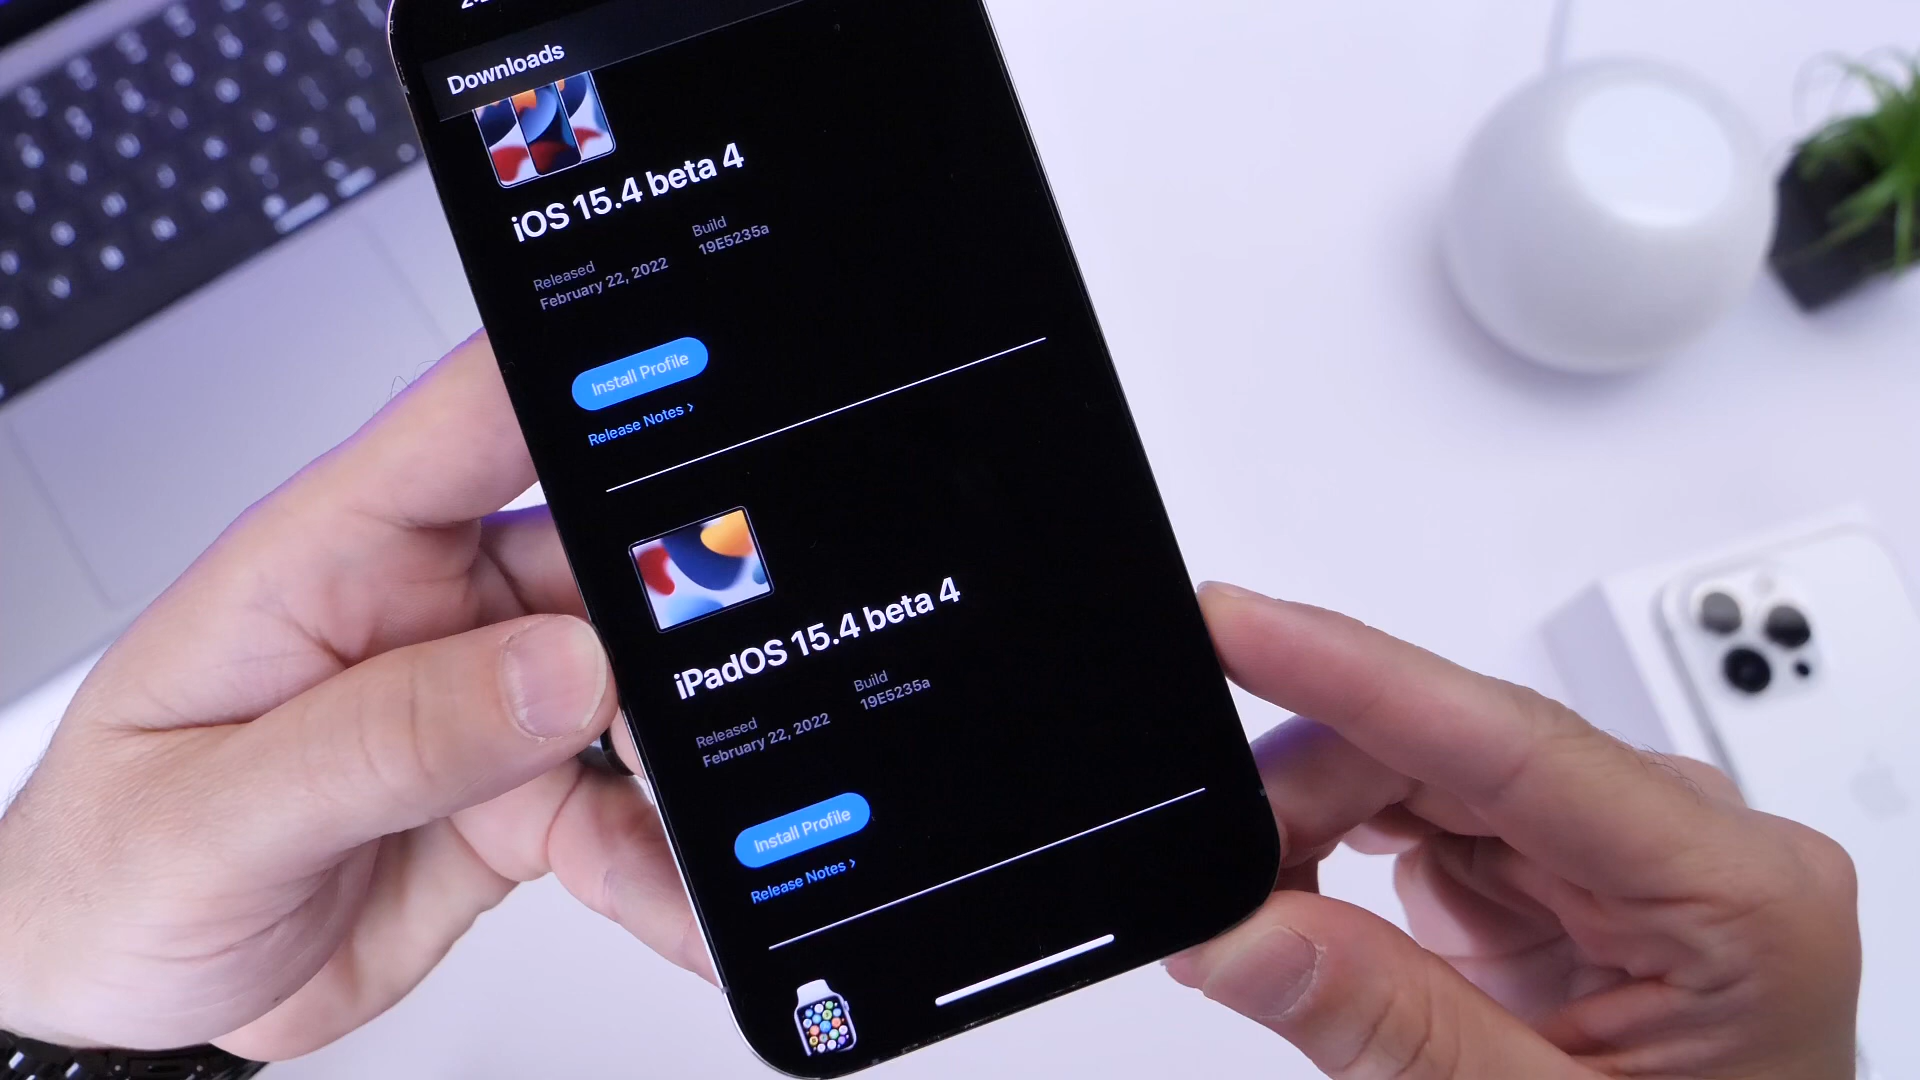 Downloads
iOS 15.4 beta 4
Released
February 22, 2022
Build
19E5235a
Install Profile
Release Notes ›
iPadOS 15.4 beta 4
Released
February 22, 2022
Build
19E5235a
Install Profile
Release Notes ›